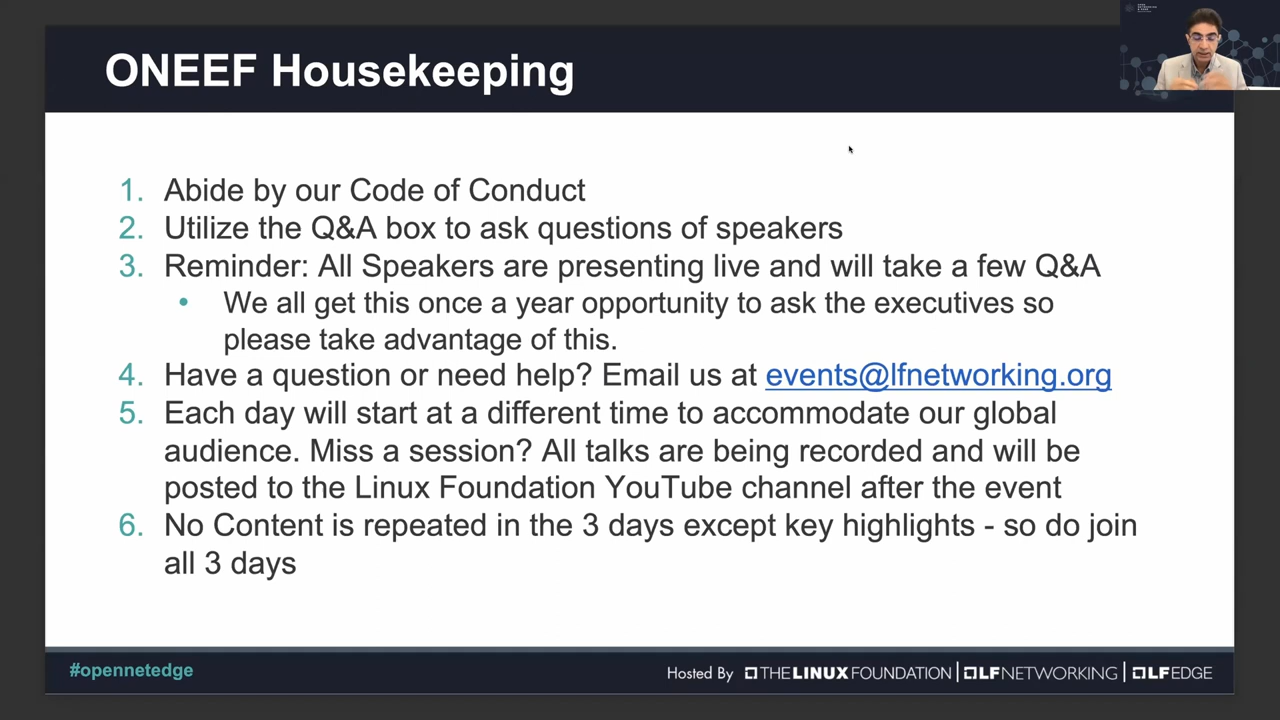 ONEEF Housekeeping
1. Abide by our Code of Conduct
2. Utilize the Q&A box to ask questions of speakers
3. Reminder: All Speakers are presenting live and will take a few Q&A
• We all get this once a year opportunity to ask the executives so
please take advantage of this.
4. Have a question or need help? Email us at events@lfnetworking.org
5. Each day will start at a different time to accommodate our global
audience. Miss a session? All talks are being recorded and will be
posted to the Linux Foundation YouTube channel after the event
6. No Content is repeated in the 3 days except key highlights - so do join
all 3 days
#opennetedge
Hosted By THE LINUX FOUNDATION | LFNETWORKING | LFEDGE